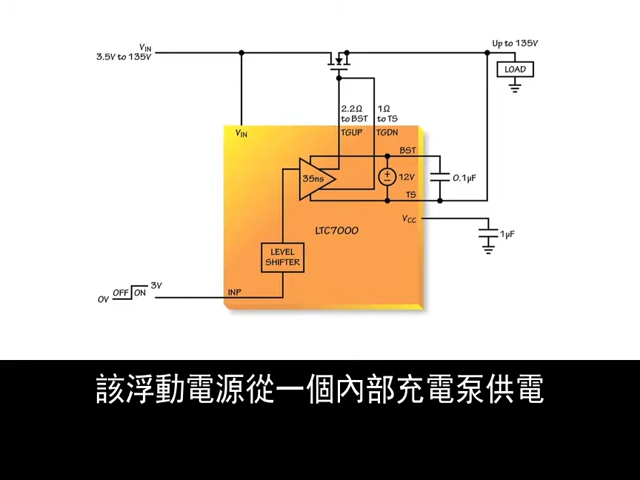 VIN
3.5V to 135V
Up to 135V
LOAD
2.2Ω
to BST
1Ω
to TS
VIN
TGUP
TGDN
BST
35ns
12V
0.1µF
TS
VCC
LTC7000
1µF
LEVEL
SHIFTER
3V
OFF
ON
0V
INP
該浮動電源從一個內部充電泵供電